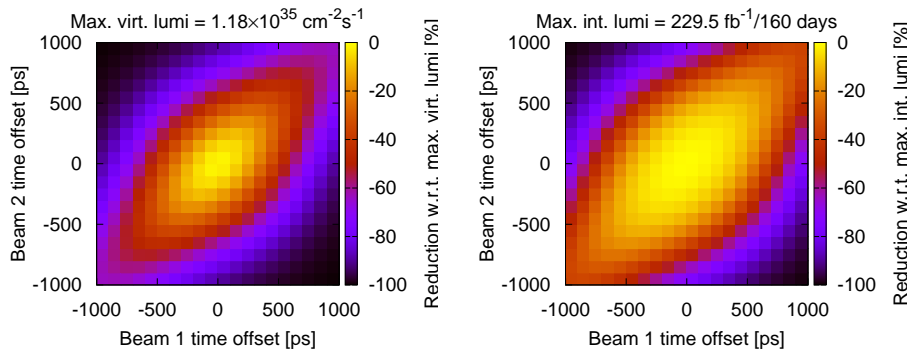 Max. virt. lumi = 1.18×10³⁵ cm⁻²s⁻¹
1000
500
0
-500
-1000
Beam 2 time offset [ps]
-1000 -500 0 500 1000
Beam 1 time offset [ps]
0
-20
-40
-60
-80
-100
Reduction w.r.t. max. virt. lumi [%]
Max. int. lumi = 229.5 fb⁻¹/160 days
1000
500
0
-500
-1000
Beam 2 time offset [ps]
-1000 -500 0 500 1000
Beam 1 time offset [ps]
0
-20
-40
-60
-80
-100
Reduction w.r.t. max. int. lumi [%]